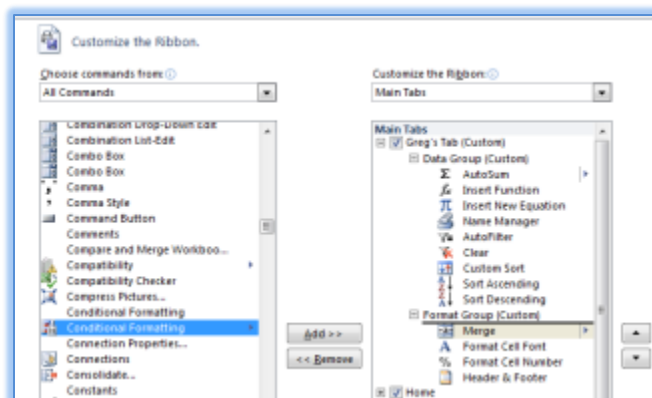 Customize the Ribbon.
Choose commands from:
All Commands
Combination Drop-Down Edit
Combination List-Edit
Combo Box
Combo Box
Comma
Comma Style
Command Button
Comments
Compare and Merge Workboo...
Compatibility
Compatibility Checker
Compress Pictures...
Conditional Formatting
Conditional Formatting
Connection Properties...
Connections
Consolidate...
Constants
Add >>
<< Remove
Customize the Ribbon:
Main Tabs
Main Tabs
Greg's Tab (Custom)
Data Group (Custom)
AutoSum
Insert Function
Insert New Equation
Name Manager
AutoFilter
Clear
Custom Sort
Sort Ascending
Sort Descending
Format Group (Custom)
Merge
Format Cell Font
Format Cell Number
Header & Footer
Home